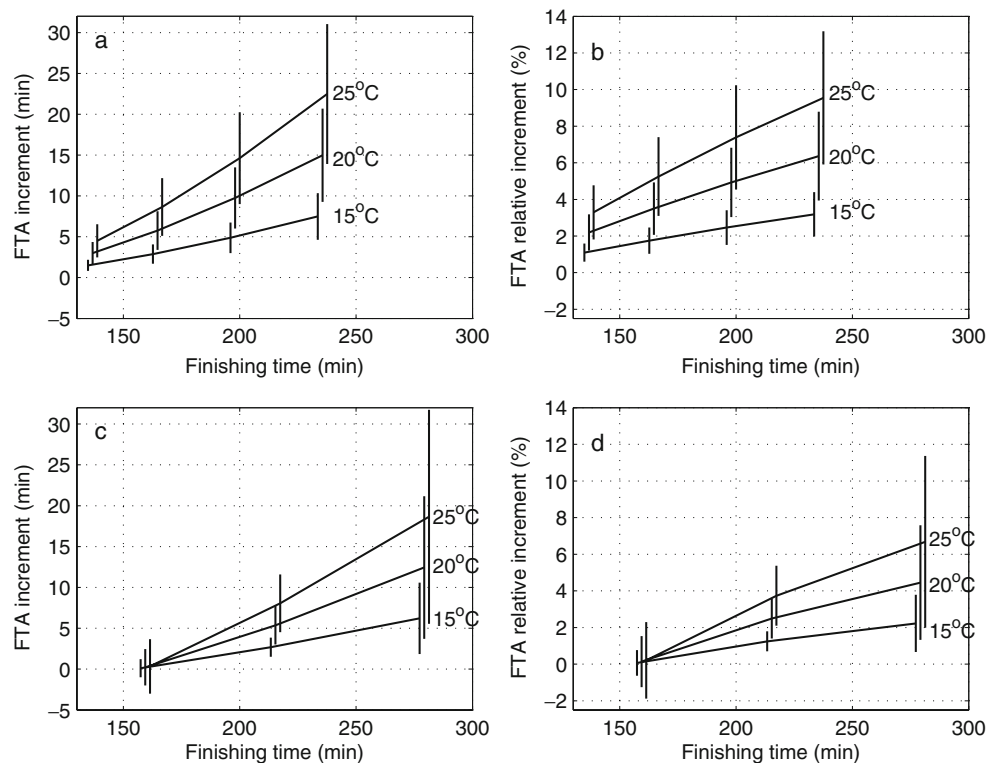 a
FTA increment (min)
30
25
20
15
10
5
0
−5
25°C
20°C
15°C
150 200 250 300
Finishing time (min)
b
FTA relative increment (%)
14
12
10
8
6
4
2
0
−2
25°C
20°C
15°C
150 200 250 300
Finishing time (min)
c
FTA increment (min)
30
25
20
15
10
5
0
−5
25°C
20°C
15°C
150 200 250 300
Finishing time (min)
d
FTA relative increment (%)
14
12
10
8
6
4
2
0
−2
25°C
20°C
15°C
150 200 250 300
Finishing time (min)